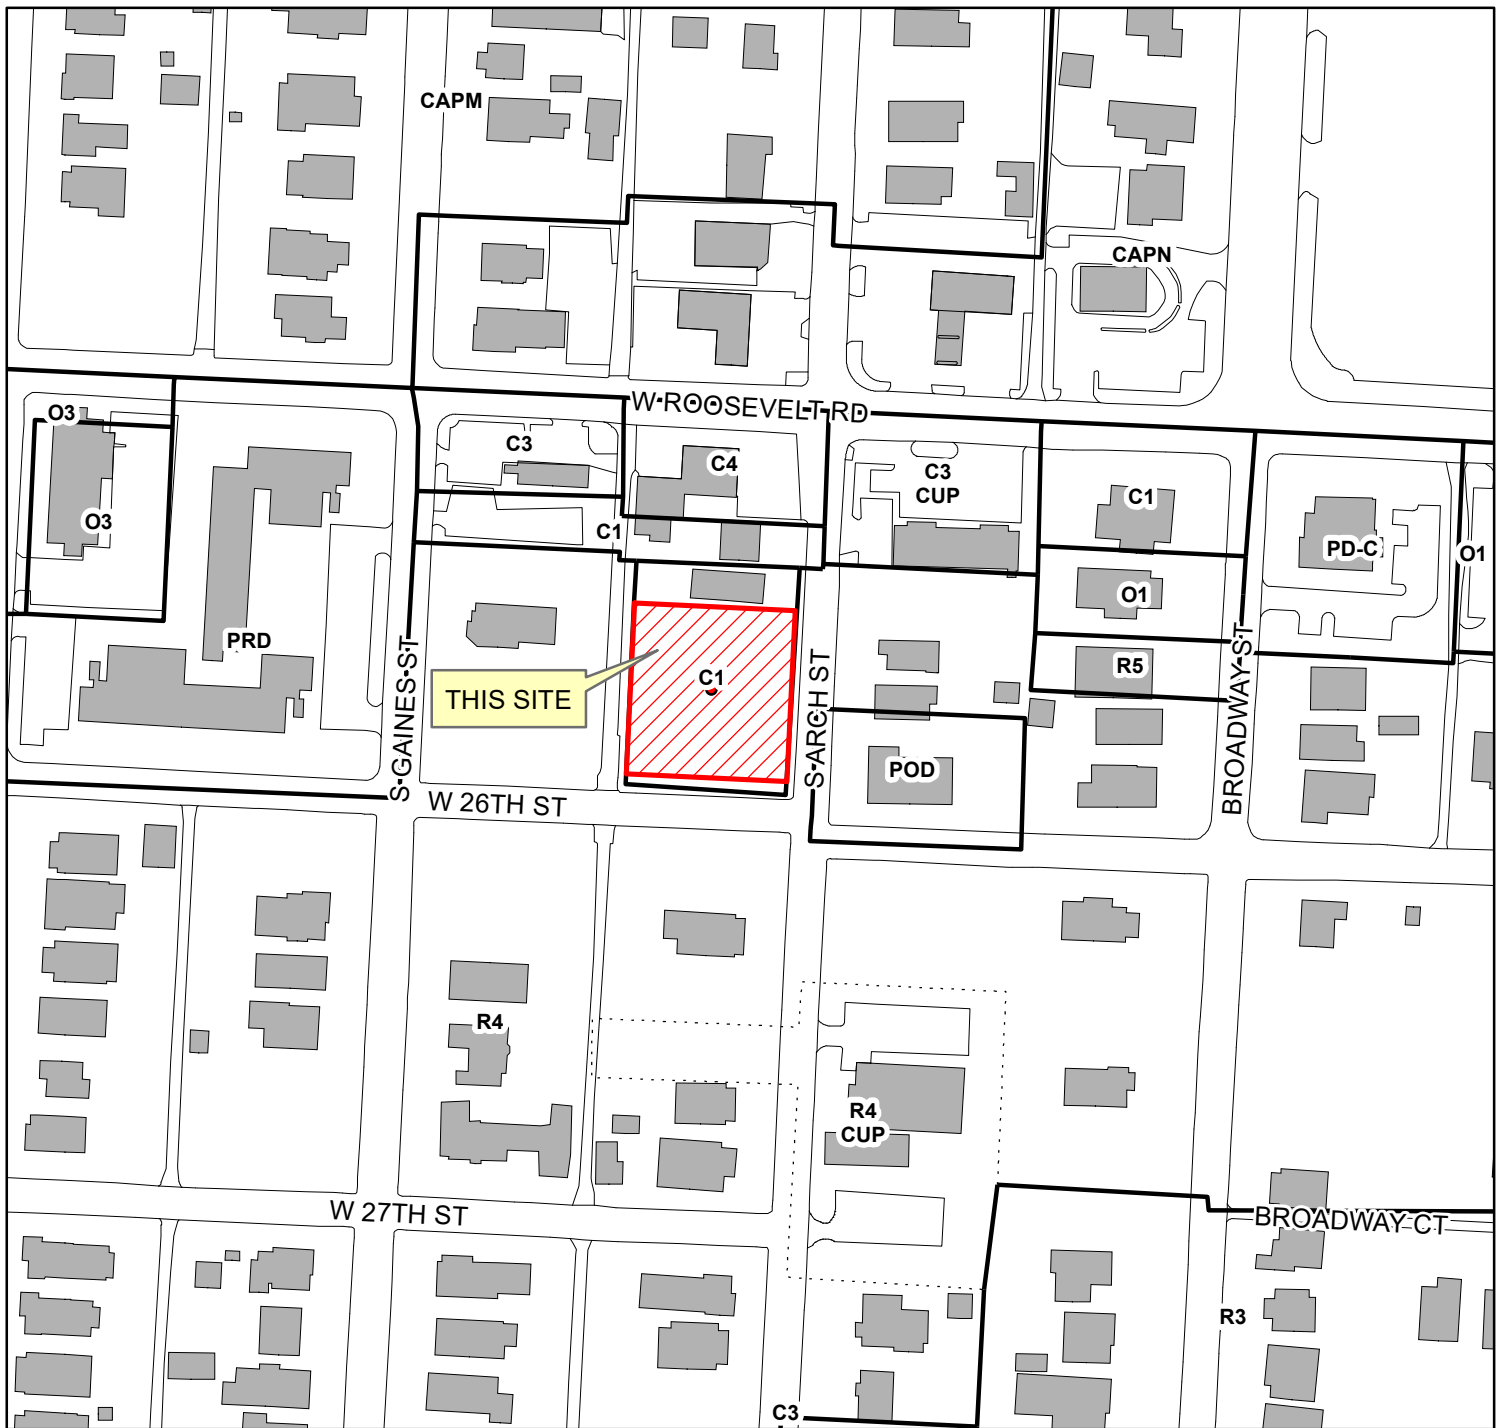 CAPM
CAPN
W ROOSEVELT RD
O3
C3
C4
C3
CUP
C1
O3
C1
PD-C
O1
O1
PRD
S GAINES ST
THIS SITE
C1
S ARCH ST
R5
BROADWAY ST
POD
W 26TH ST
R4
R4
CUP
W 27TH ST
BROADWAY CT
R3
C3